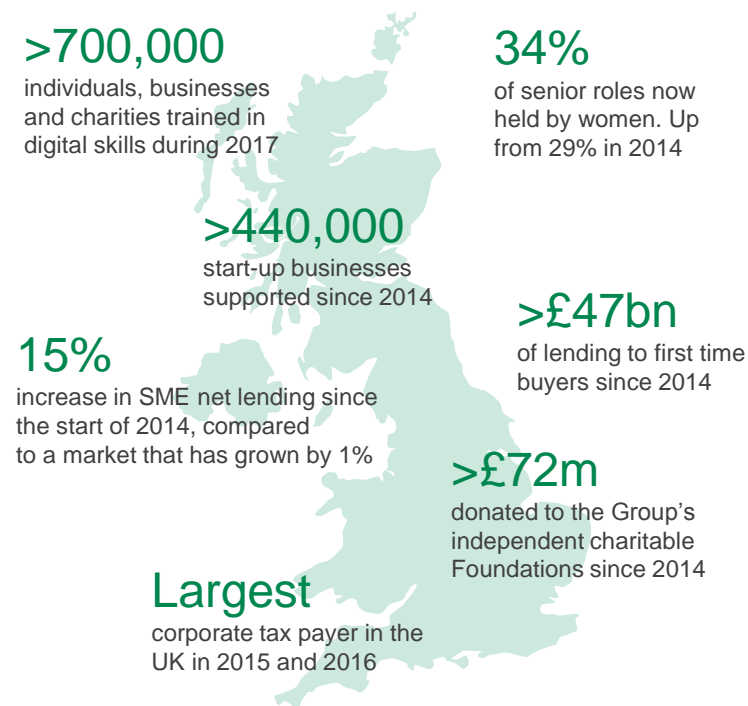 >700,000
individuals, businesses
and charities trained in
digital skills during 2017
34%
of senior roles now
held by women. Up
from 29% in 2014
>440,000
start-up businesses
supported since 2014
>£47bn
of lending to first time
buyers since 2014
15%
increase in SME net lending since
the start of 2014, compared
to a market that has grown by 1%
>£72m
donated to the Group's
independent charitable
Foundations since 2014
Largest
corporate tax payer in the
UK in 2015 and 2016